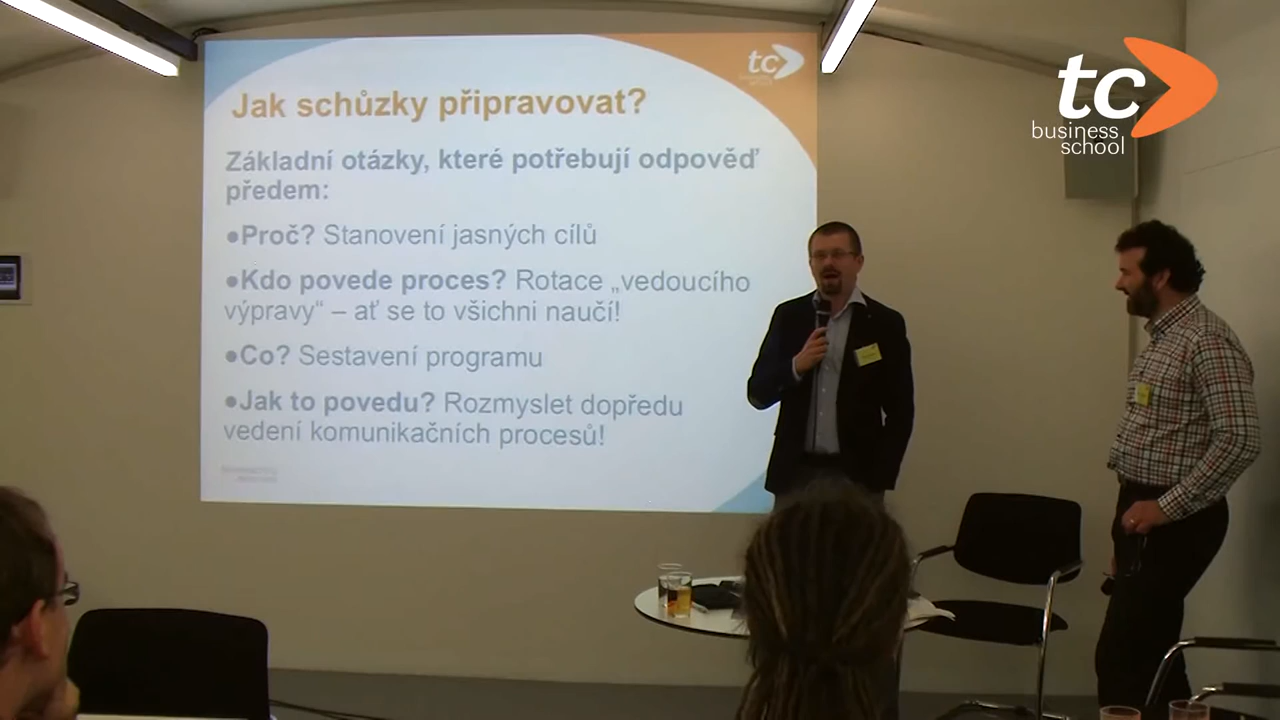 tc
Jak schůzky připravovat?
Základní otázky, které potřebují odpověď
předem:
●Proč? Stanovení jasných cílů
●Kdo povede proces? Rotace „vedoucího
výpravy“ – ať se to všichni naučí!
●Co? Sestavení programu
●Jak to povedu? Rozmyslet dopředu
vedení komunikačních procesů!
tc
business
school